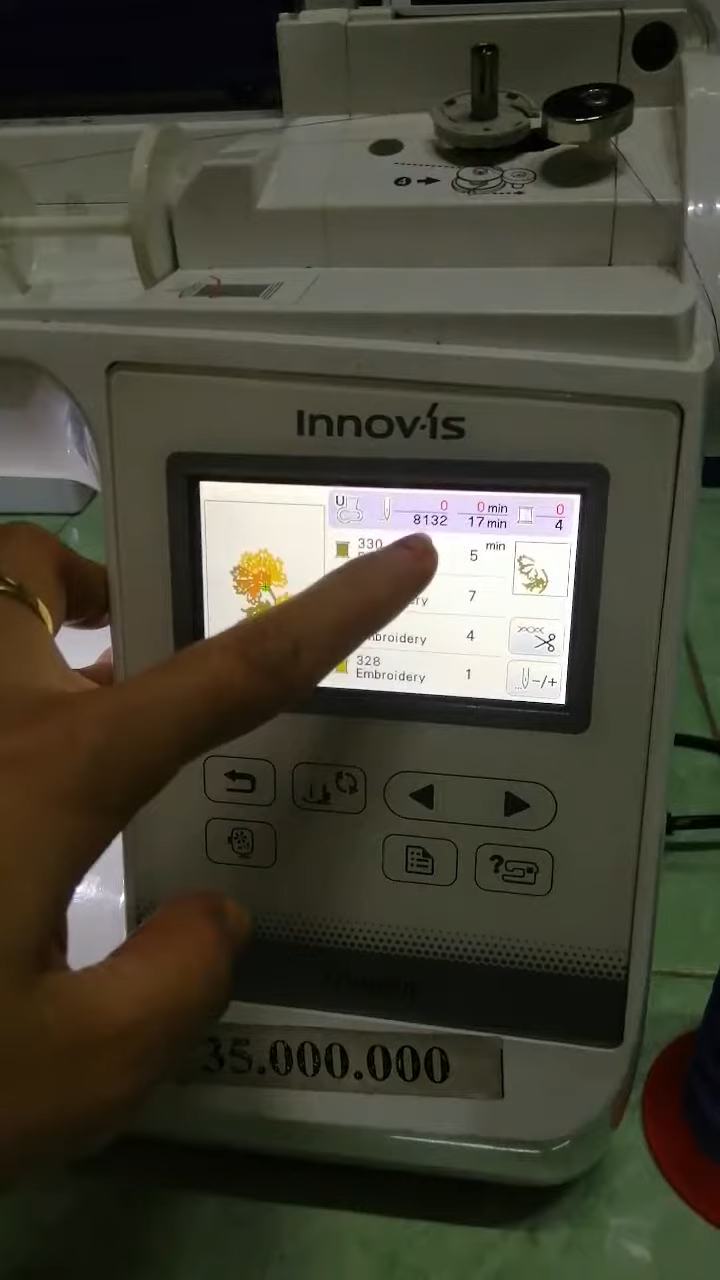 4
Innov-ís
U 0 0 min 0
8132 17 min 4
330 5 min
7
Embroidery 4
328
Embroidery 1
-/+
?
35.000.000